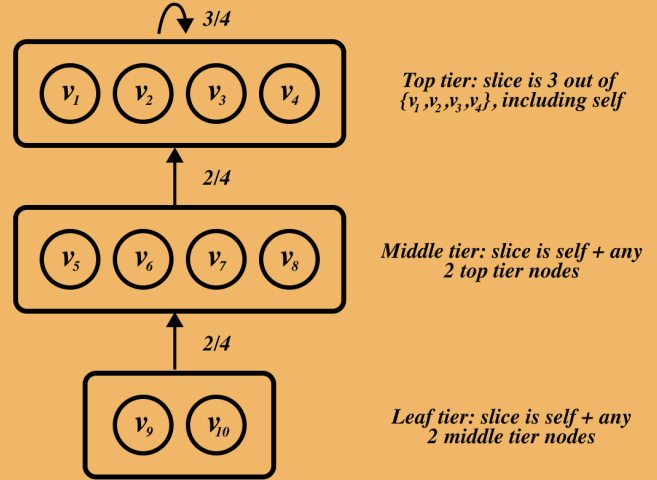 3/4
v1 v2 v3 v4
Top tier: slice is 3 out of
{v1,v2,v3,v4}, including self
2/4
v5 v6 v7 v8
Middle tier: slice is self + any
2 top tier nodes
2/4
v9 v10
Leaf tier: slice is self + any
2 middle tier nodes